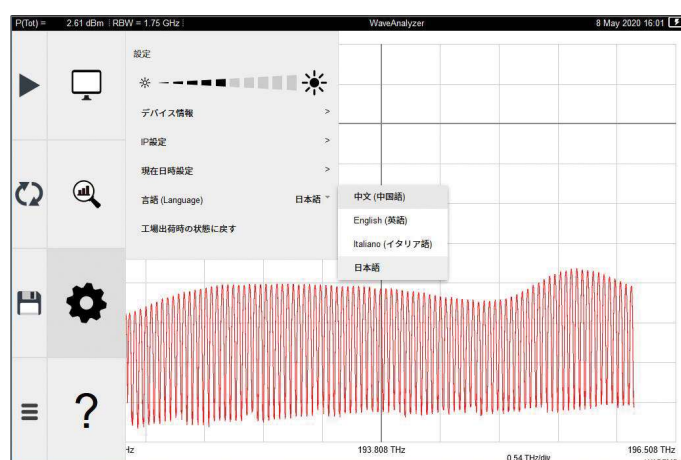 P(Tot) = 2.61 dBm RBW = 1.75 GHz WaveAnalyzer 8 May 2020 16:01
設定
デバイス情報 >
IP設定 >
現在日時設定 >
言語 (Language) 日本語
工場出荷時の状態に戻す
中文 (中国語)
English (英語)
Italiano (イタリア語)
日本語
?
Hz 193.808 THz 196.508 THz
0.54 THz/div